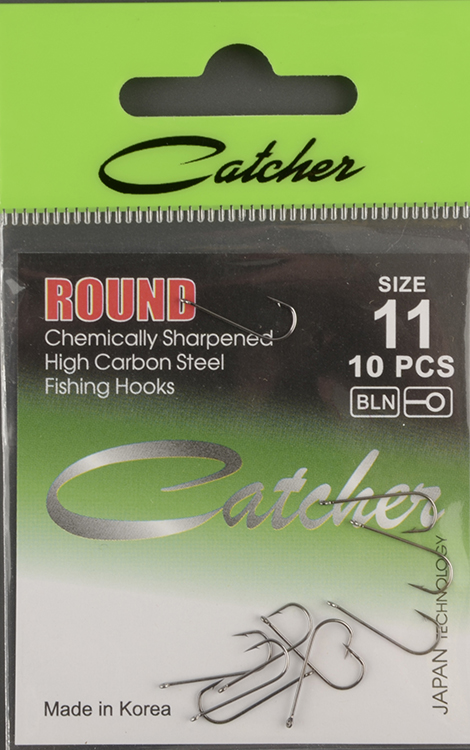 Catcher
ROUND
Chemically Sharpened
High Carbon Steel
Fishing Hooks
SIZE
11
10 PCS
BLN
Catcher
JAPAN TECHNOLOGY
Made in Korea